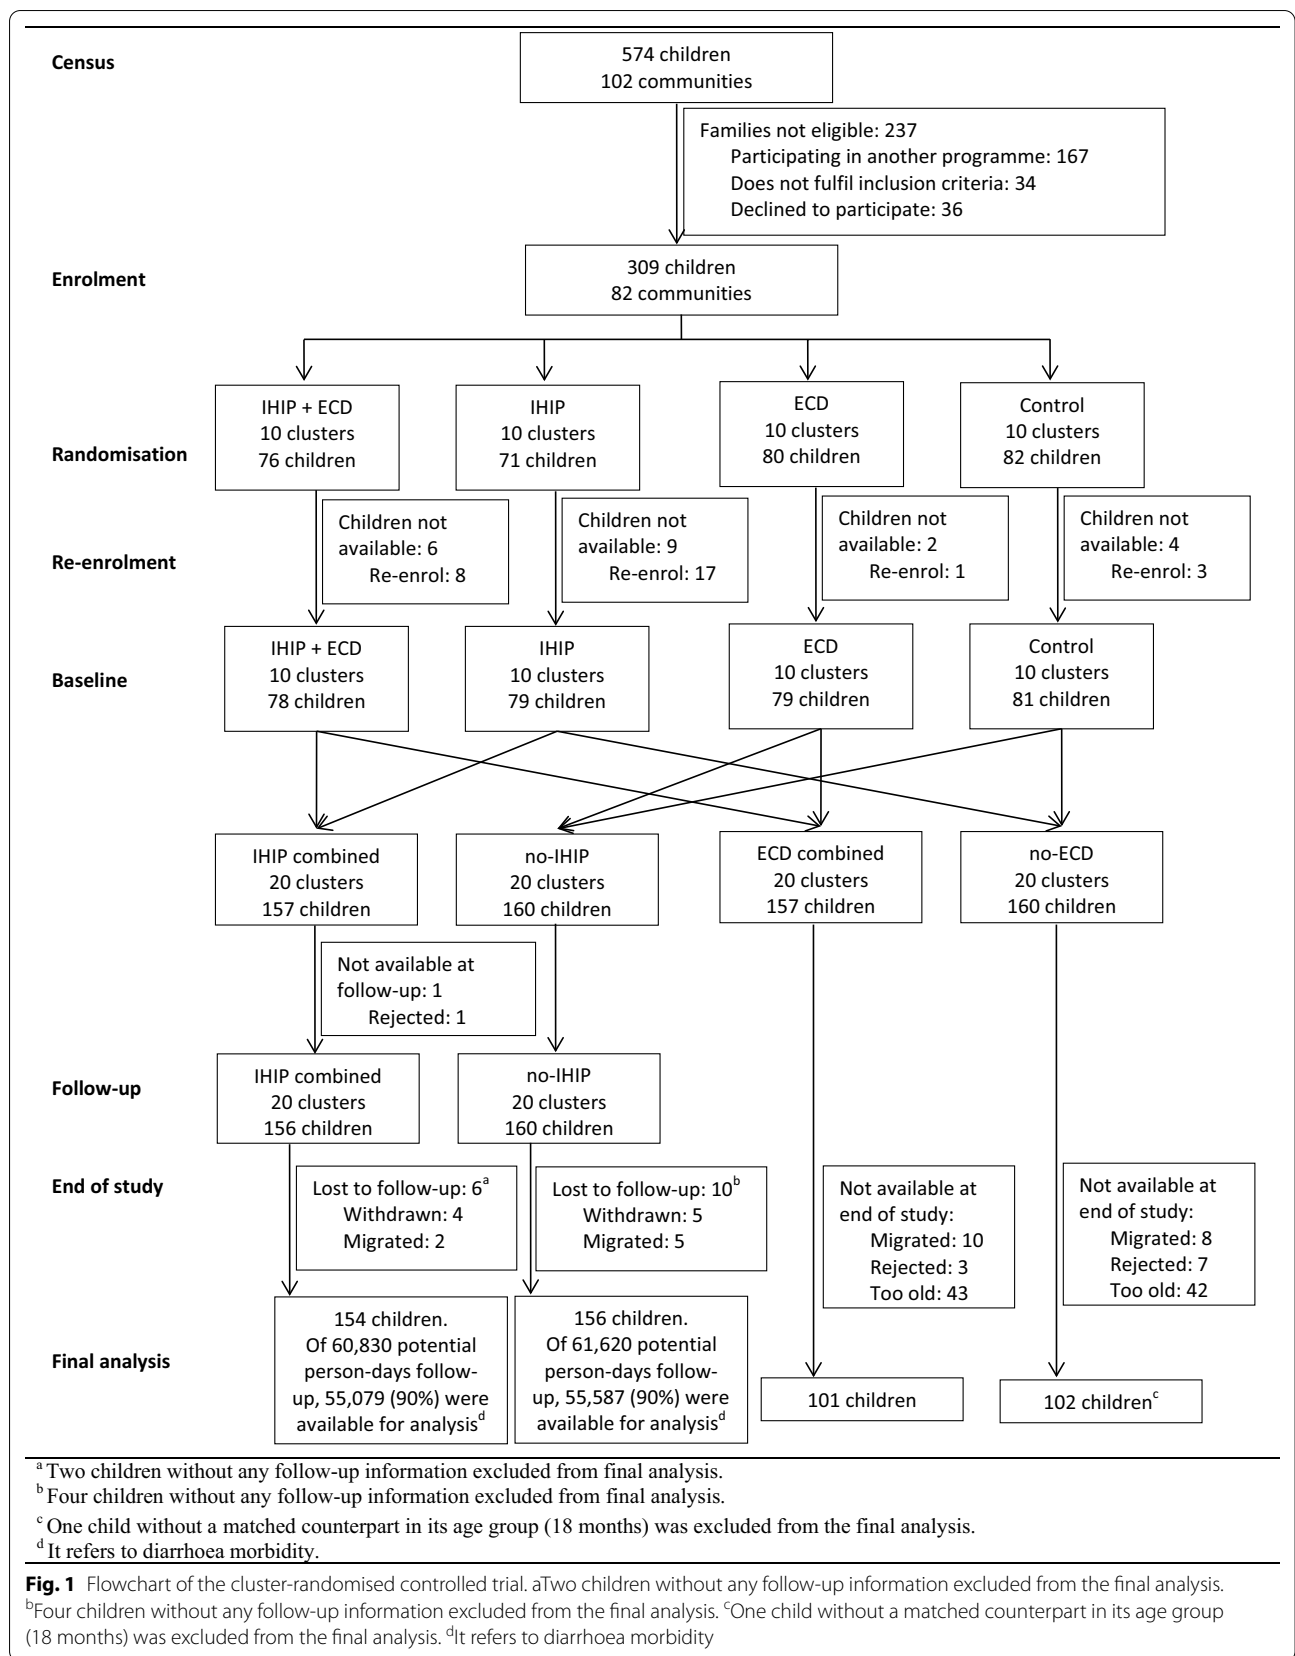 Census
574 children
102 communities
Families not eligible: 237
Participating in another programme: 167
Does not fulfil inclusion criteria: 34
Declined to participate: 36
Enrolment
309 children
82 communities
Randomisation
IHIP + ECD
10 clusters
76 children
IHIP
10 clusters
71 children
ECD
10 clusters
80 children
Control
10 clusters
82 children
Re-enrolment
Children not
available: 6
Re-enrol: 8
Children not
available: 9
Re-enrol: 17
Children not
available: 2
Re-enrol: 1
Children not
available: 4
Re-enrol: 3
Baseline
IHIP + ECD
10 clusters
78 children
IHIP
10 clusters
79 children
ECD
10 clusters
79 children
Control
10 clusters
81 children
IHIP combined
20 clusters
157 children
no-IHIP
20 clusters
160 children
ECD combined
20 clusters
157 children
no-ECD
20 clusters
160 children
Not available at
follow-up: 1
Rejected: 1
Follow-up
IHIP combined
20 clusters
156 children
no-IHIP
20 clusters
160 children
End of study
Lost to follow-up: 6a
Withdrawn: 4
Migrated: 2
Lost to follow-up: 10b
Withdrawn: 5
Migrated: 5
Not available at
end of study:
Migrated: 10
Rejected: 3
Too old: 43
Not available at
end of study:
Migrated: 8
Rejected: 7
Too old: 42
Final analysis
154 children.
Of 60,830 potential
person-days follow-
up, 55,079 (90%) were
available for analysisd
156 children.
Of 61,620 potential
person-days follow-
up, 55,587 (90%) were
available for analysisd
101 children
102 childrenc
a Two children without any follow-up information excluded from final analysis.
b Four children without any follow-up information excluded from final analysis.
c One child without a matched counterpart in its age group (18 months) was excluded from the final analysis.
d It refers to diarrhoea morbidity.
Fig. 1 Flowchart of the cluster-randomised controlled trial. aTwo children without any follow-up information excluded from the final analysis.
bFour children without any follow-up information excluded from the final analysis. cOne child without a matched counterpart in its age group
(18 months) was excluded from the final analysis. dIt refers to diarrhoea morbidity